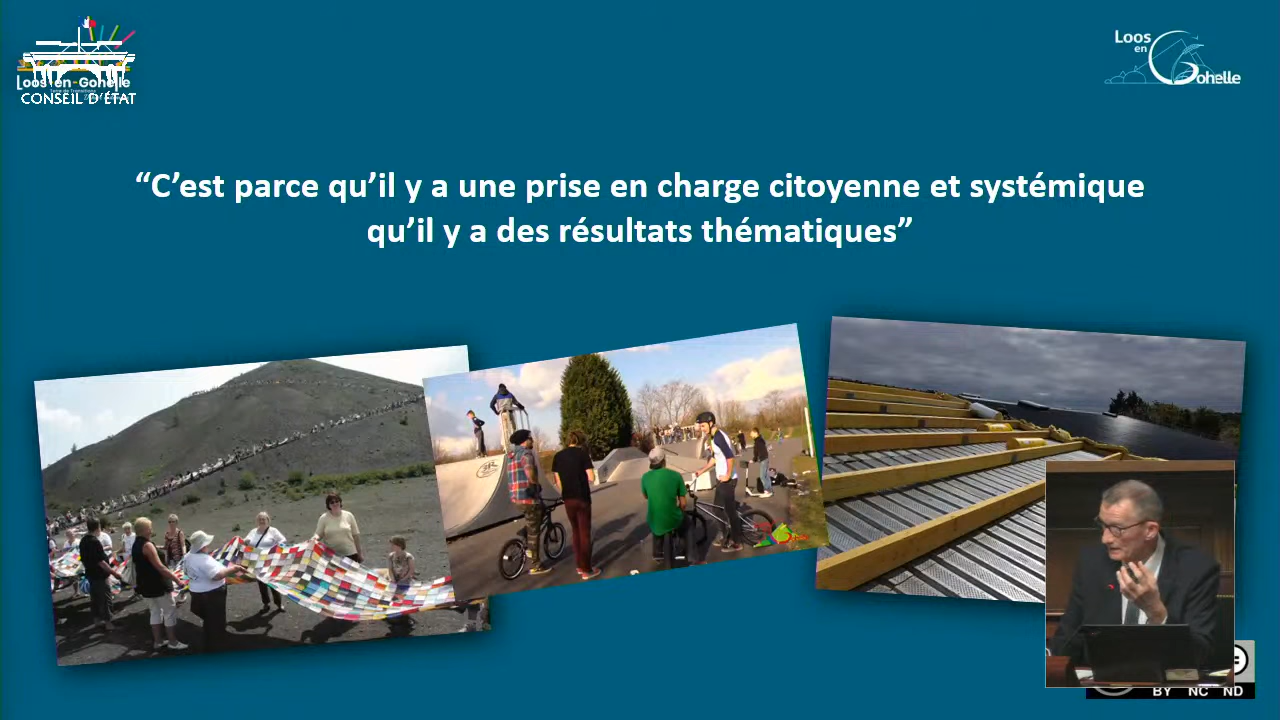 Loos-en-Gohelle
CONSEIL D'ÉTAT
Loos
en
Gohelle
“C’est parce qu’il y a une prise en charge citoyenne et systémique
qu’il y a des résultats thématiques”
BY NC ND